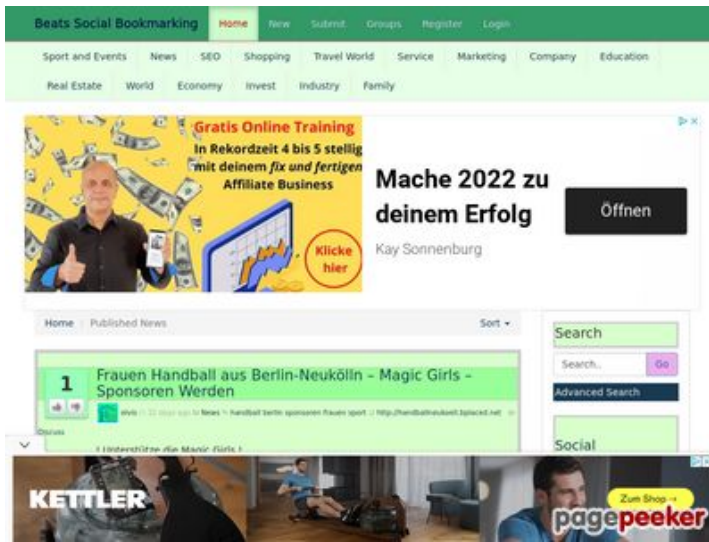 Beats Social Bookmarking Home New Submit Groups Register Login
Sport and Events News SEO Shopping Travel World Service Marketing Company Education
Real Estate World Economy Invest Industry Family
Gratis Online Training
In Rekordzeit 4 bis 5 stellig
mit deinem fix und fertigen
Affiliate Business
Klicke
hier
Mache 2022 zu
deinem Erfolg
Kay Sonnenburg
Öffnen
Home Published News Sort
Search
Search.. Go
Advanced Search
1
Frauen Handball aus Berlin-Neukölln – Magic Girls –
Sponsoren Werden
News handball berlin sponsoren frauen sport
Discuss
! Unterstütze die Magic Girls !
Social
KETTLER
Zum Shop →
pagepeeker